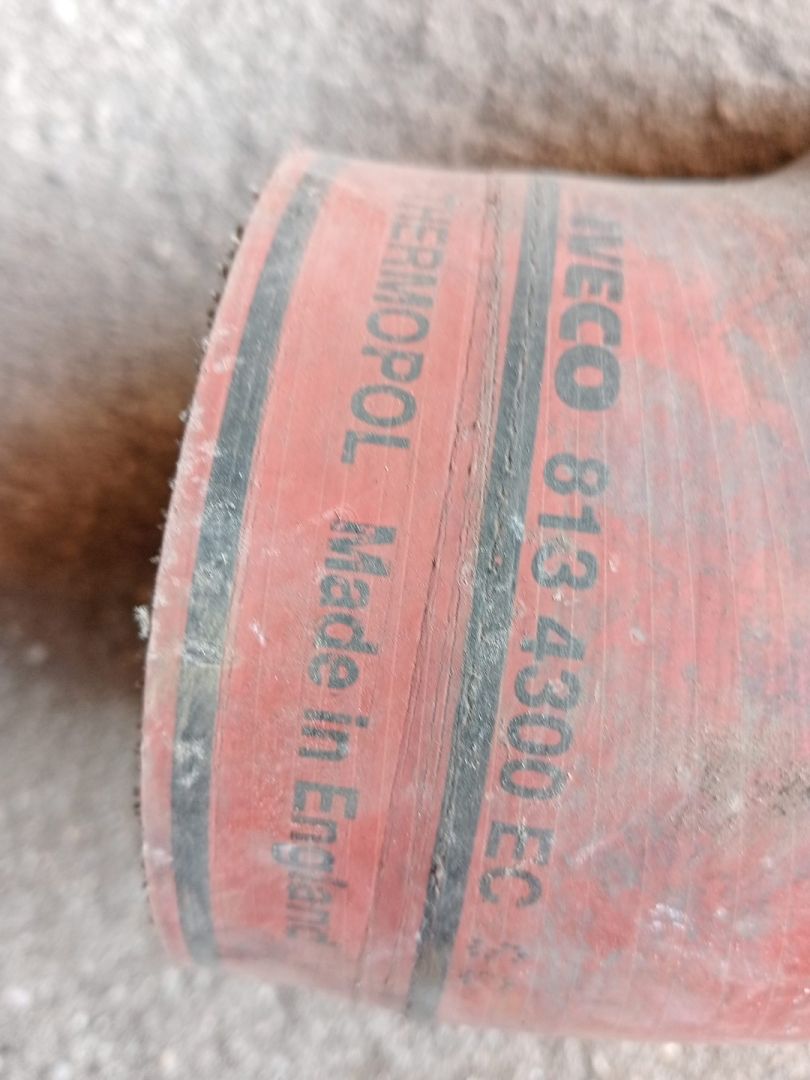 IVECO 813 4300 EC
THERMOPOL Made in England